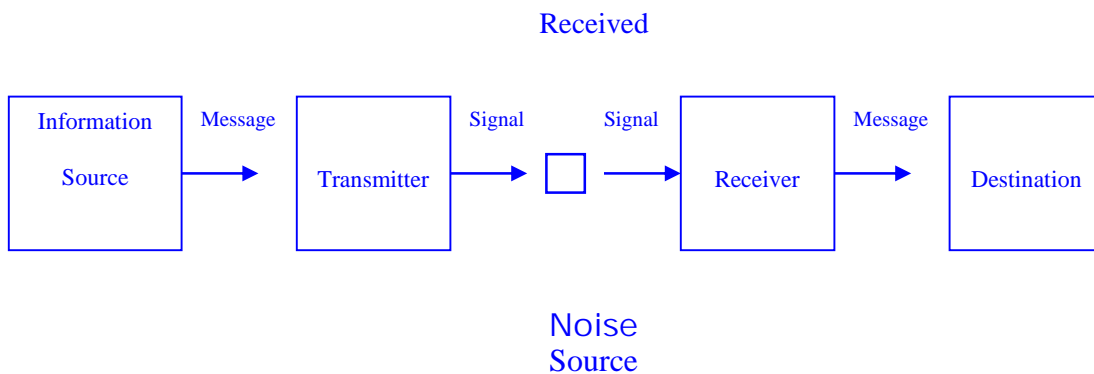 Received
Information
Source
Message
Transmitter
Signal
Signal
Receiver
Message
Destination
Noise
Source